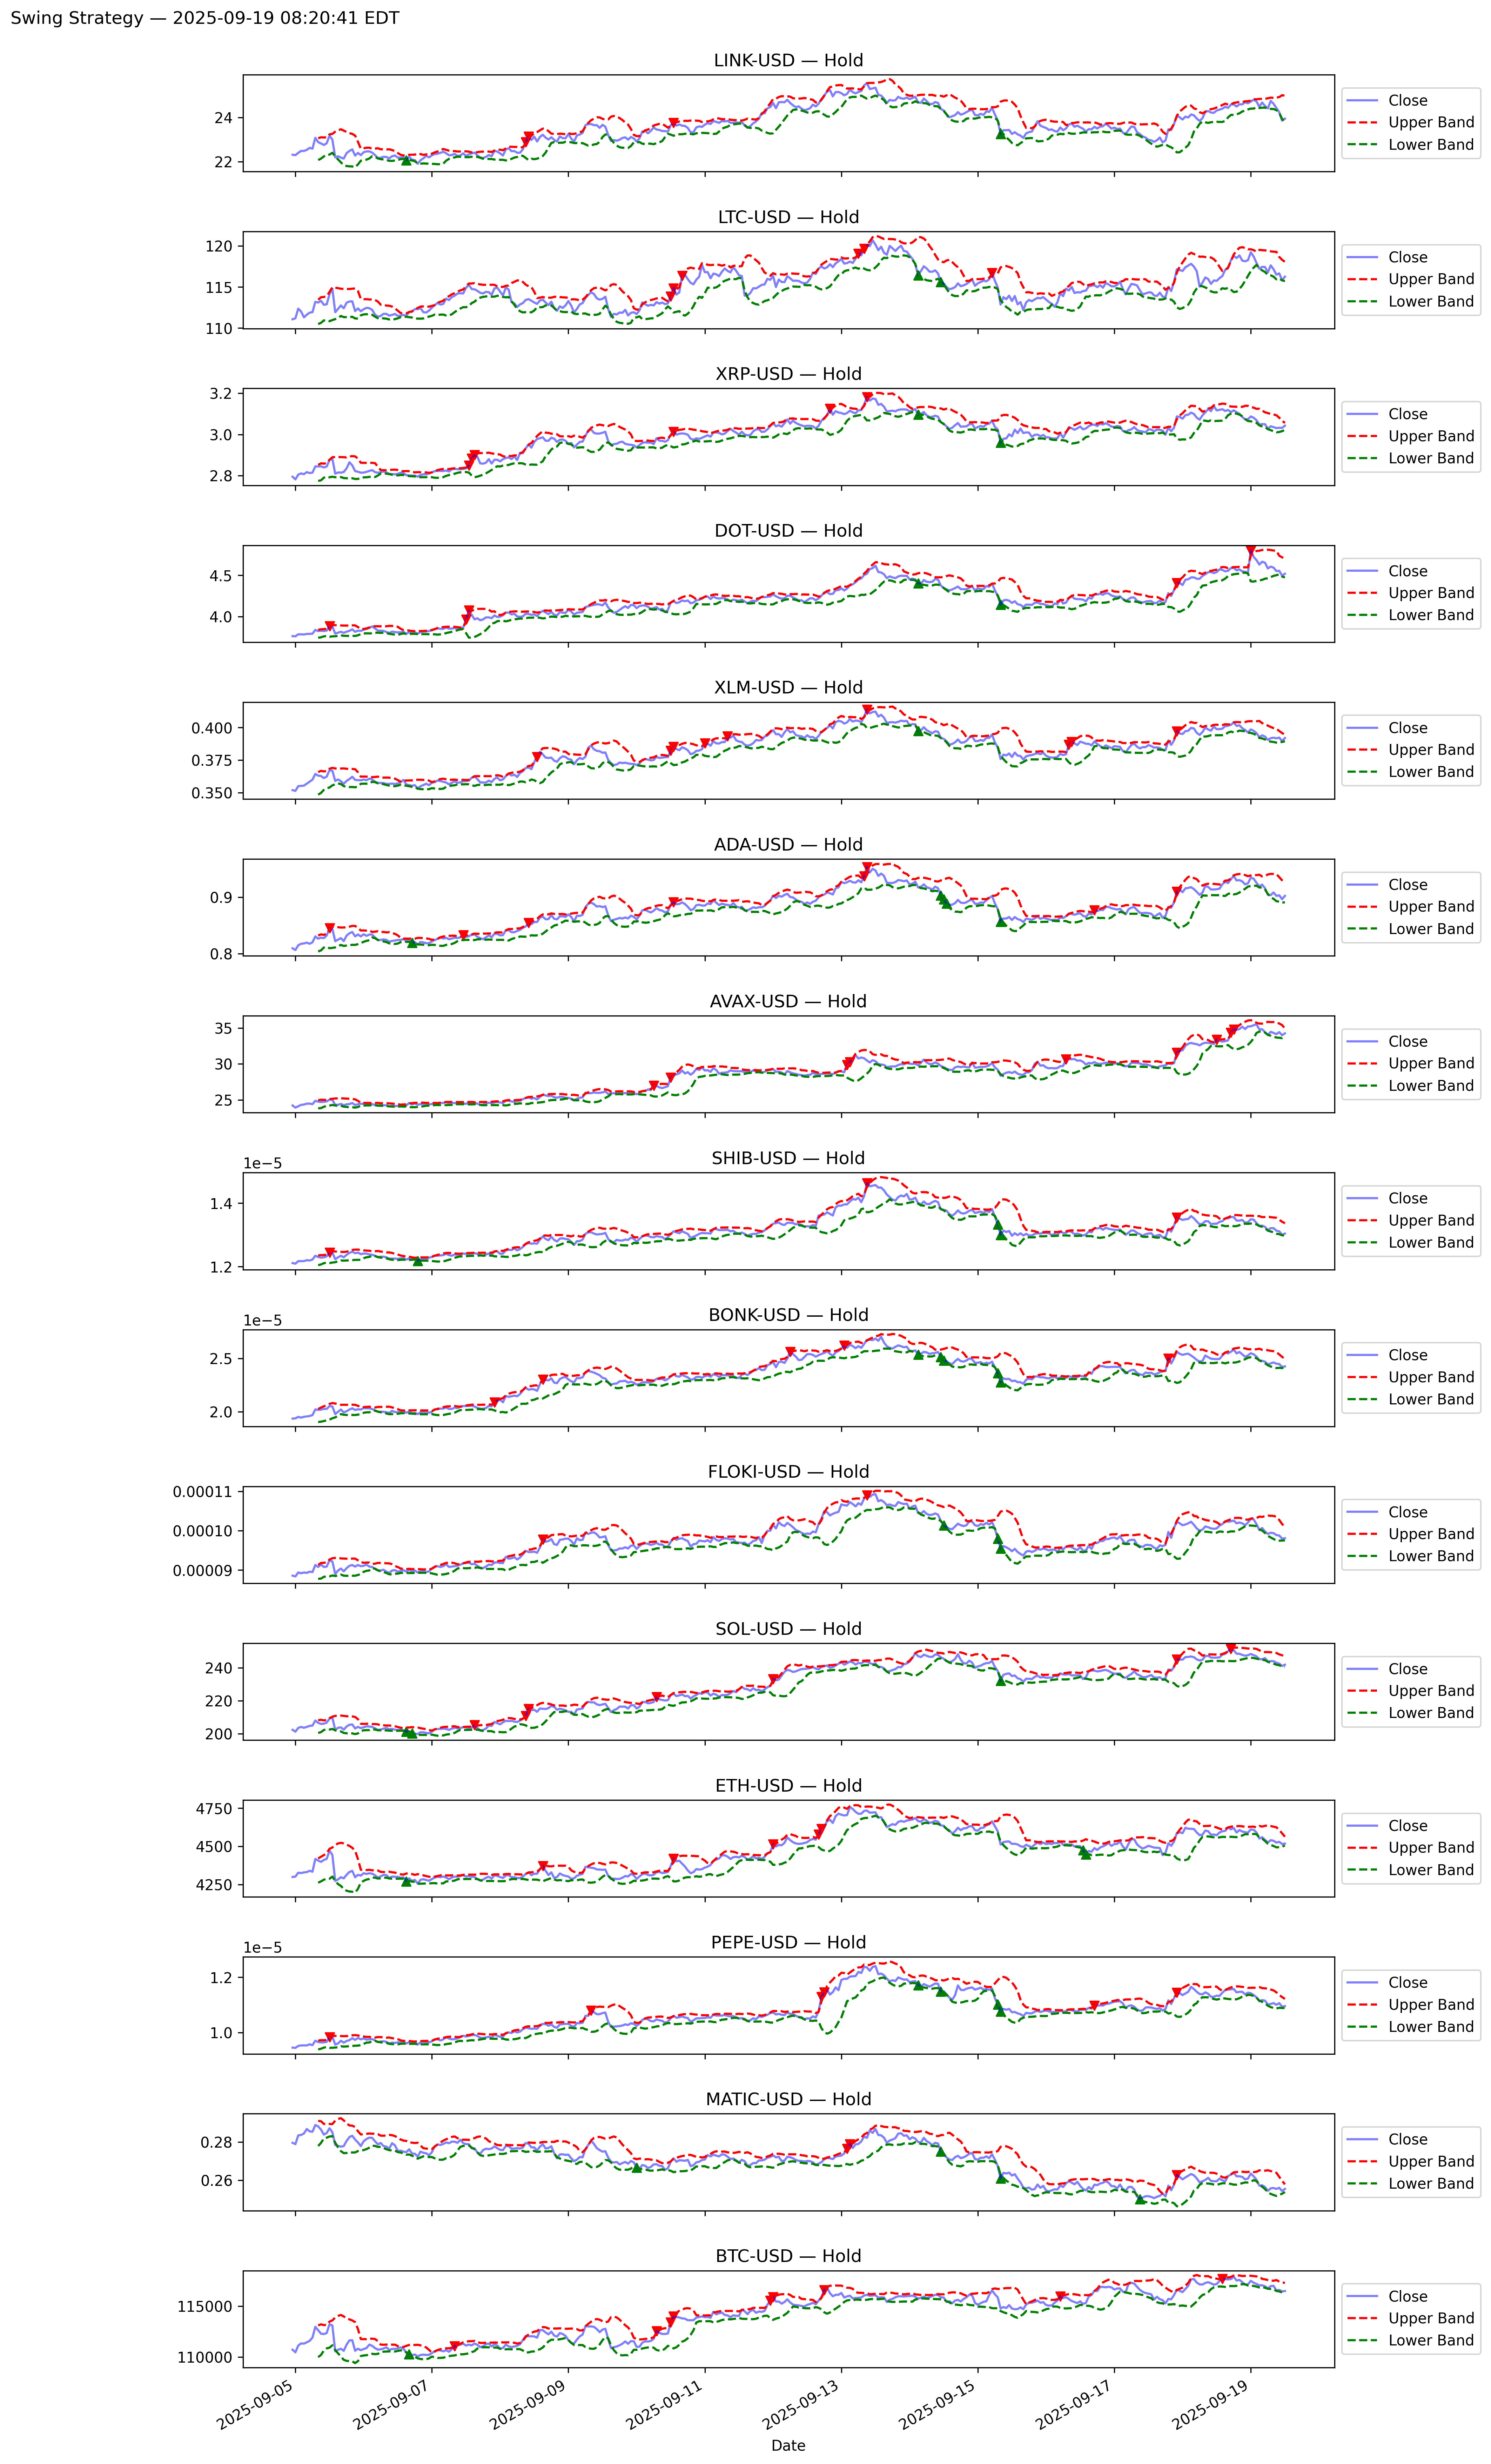 Swing Strategy — 2025-09-19 08:20:41 EDT
LINK-USD — Hold
24
22
Close
Upper Band
Lower Band
LTC-USD — Hold
120
115
110
Close
Upper Band
Lower Band
XRP-USD — Hold
3.2
3.0
2.8
Close
Upper Band
Lower Band
DOT-USD — Hold
4.5
4.0
Close
Upper Band
Lower Band
XLM-USD — Hold
0.400
0.375
0.350
Close
Upper Band
Lower Band
ADA-USD — Hold
0.9
0.8
Close
Upper Band
Lower Band
AVAX-USD — Hold
35
30
25
Close
Upper Band
Lower Band
SHIB-USD — Hold
1e−5
1.4
1.2
Close
Upper Band
Lower Band
BONK-USD — Hold
1e−5
2.5
2.0
Close
Upper Band
Lower Band
FLOKI-USD — Hold
0.00011
0.00010
0.00009
Close
Upper Band
Lower Band
SOL-USD — Hold
240
220
200
Close
Upper Band
Lower Band
ETH-USD — Hold
4750
4500
4250
Close
Upper Band
Lower Band
PEPE-USD — Hold
1e−5
1.2
1.0
Close
Upper Band
Lower Band
MATIC-USD — Hold
0.28
0.26
Close
Upper Band
Lower Band
BTC-USD — Hold
115000
110000
Close
Upper Band
Lower Band
2025-09-05
2025-09-07
2025-09-09
2025-09-11
2025-09-13
2025-09-15
2025-09-17
2025-09-19
Date